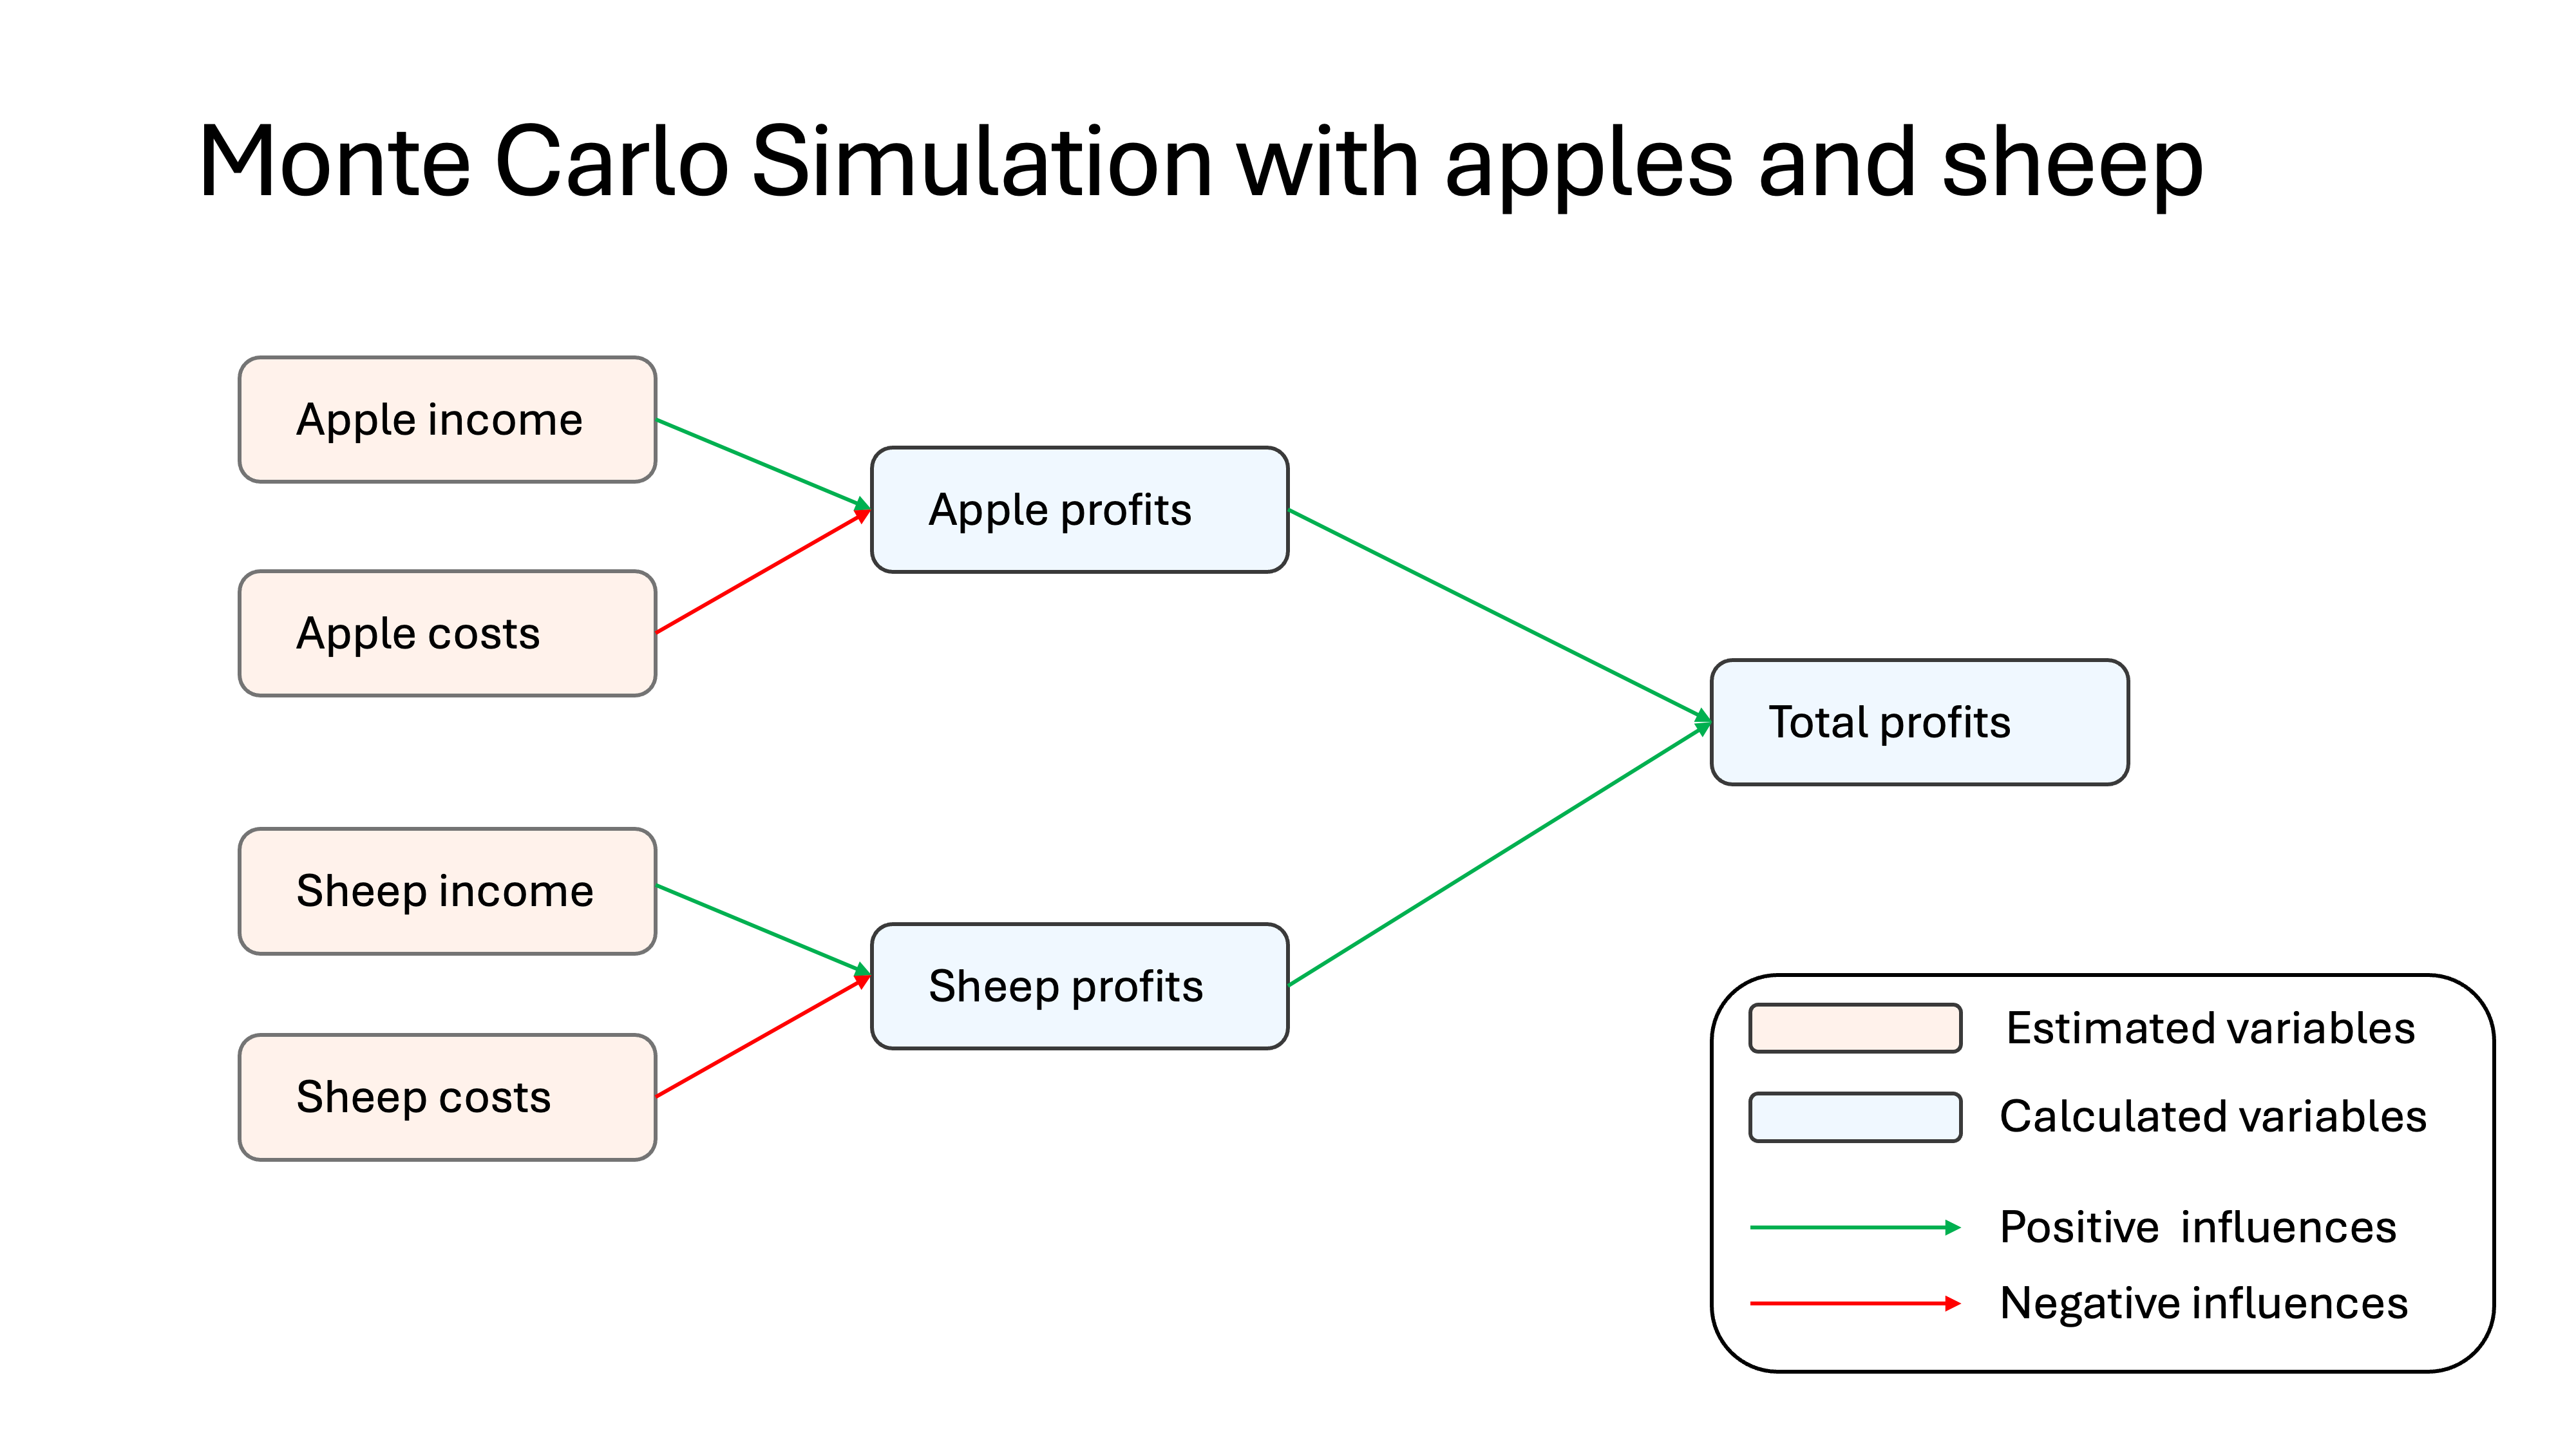 Monte Carlo Simulation with apples and sheep
Apple income
Apple costs
Apple profits
Total profits
Sheep income
Sheep costs
Sheep profits
Estimated variables
Calculated variables
Positive  influences
Negative influences